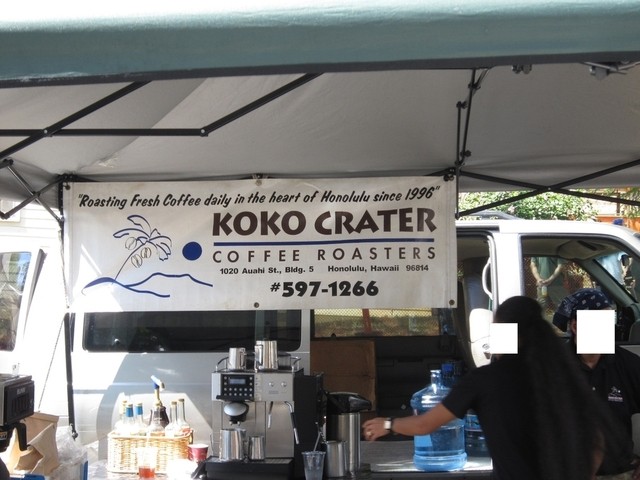 "Roasting Fresh Coffee daily in the heart of Honolulu since 1996"
KOKO CRATER
COFFEE ROASTERS
1020 Auahi St., Bldg. 5 Honolulu, Hawaii 96814
#597-1266